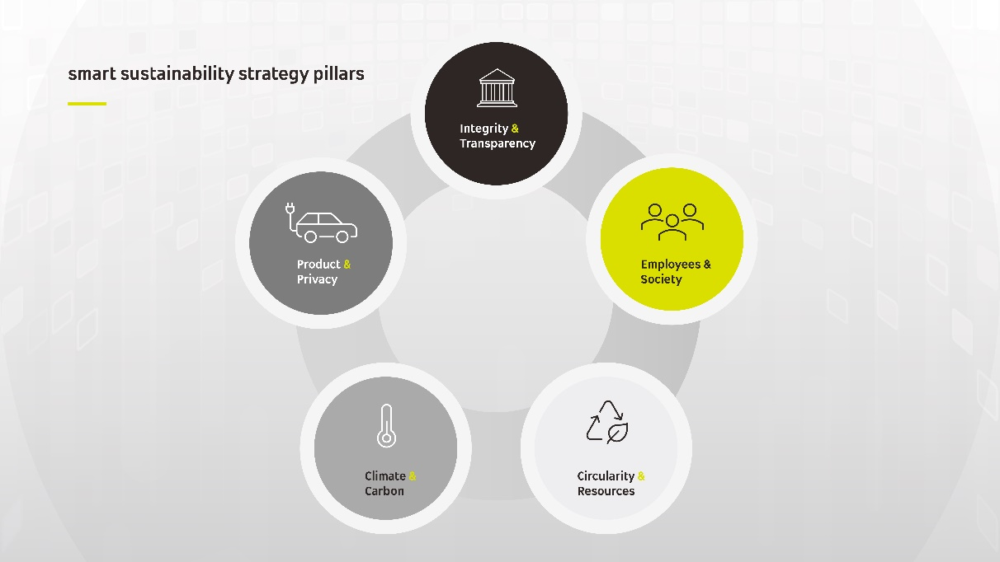 smart sustainability strategy pillars
Integrity &
Transparency
Product &
Privacy
Employees &
Society
Climate &
Carbon
Circularity &
Resources